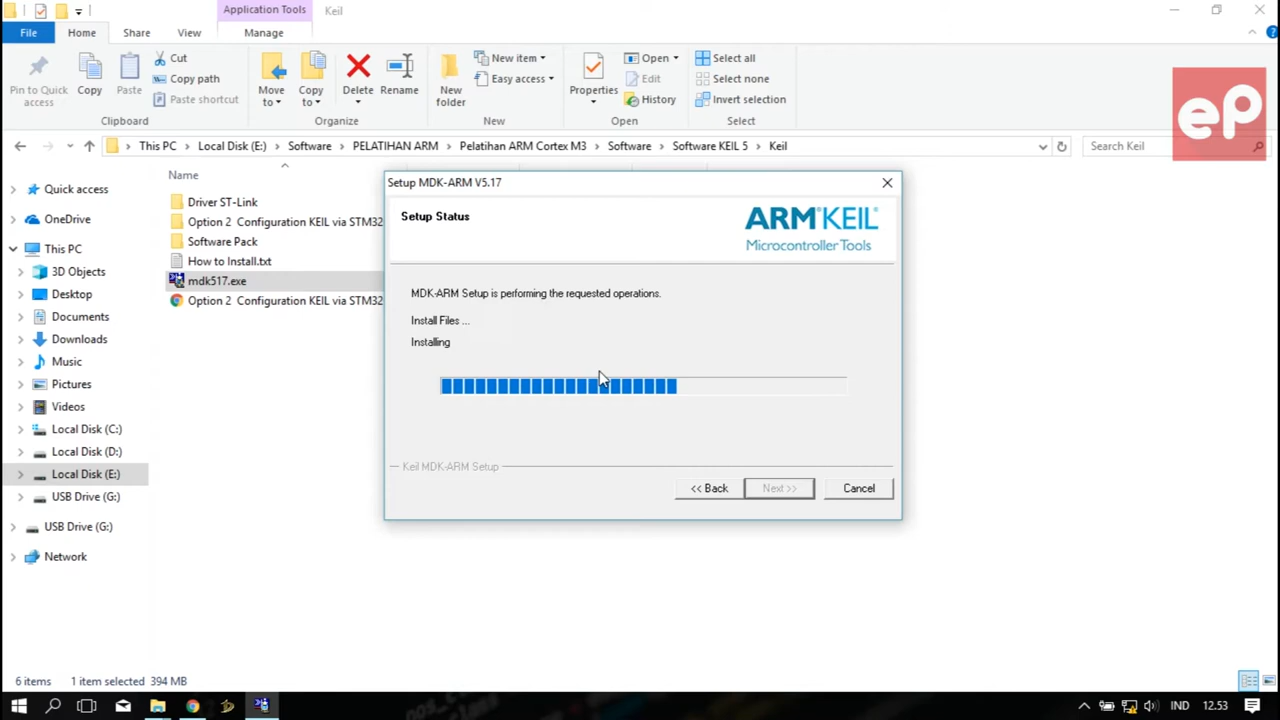 Application Tools
Keil
File
Home
Share
View
Manage
Pin to Quick access
Copy
Paste
Cut
Copy path
Paste shortcut
Clipboard
Move to
Copy to
Delete
Rename
Organize
New folder
New item
Easy access
New
Properties
Open
Edit
History
Open
Select all
Select none
Invert selection
Select
ep
This PC > Local Disk (E:) > Software > PELATIHAN ARM > Pelatihan ARM Cortex M3 > Software > Software KEIL 5 > Keil
Search Keil
Quick access
OneDrive
This PC
3D Objects
Desktop
Documents
Downloads
Music
Pictures
Videos
Local Disk (C:)
Local Disk (D:)
Local Disk (E:)
USB Drive (G:)
USB Drive (G:)
Network
Name
Driver ST-Link
Option 2 Configuration KEIL via STM32
Software Pack
How to Install.txt
mdk517.exe
Option 2 Configuration KEIL via STM32
Setup MDK-ARM V5.17
Setup Status
ARM®KEIL®
Microcontroller Tools
MDK-ARM Setup is performing the requested operations.
Install Files ...
Installing
Keil MDK-ARM Setup
<< Back
Next >>
Cancel
6 items
1 item selected 394 MB
IND
12.53